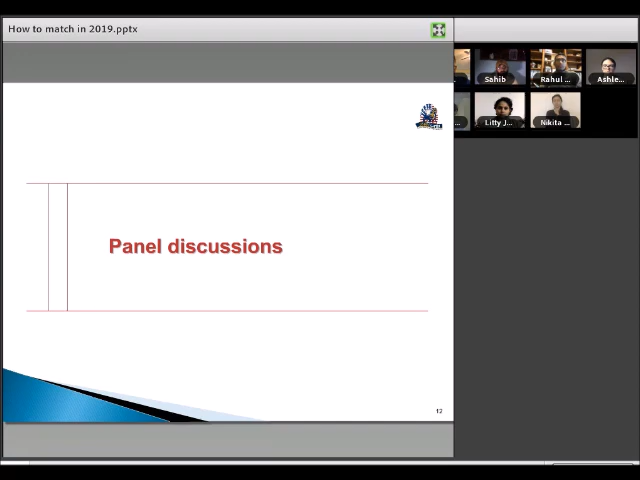 How to match in 2019.pptx
Sahib
Rahul ...
Ashle...
Litty J...
Nikita ...
Panel discussions
12